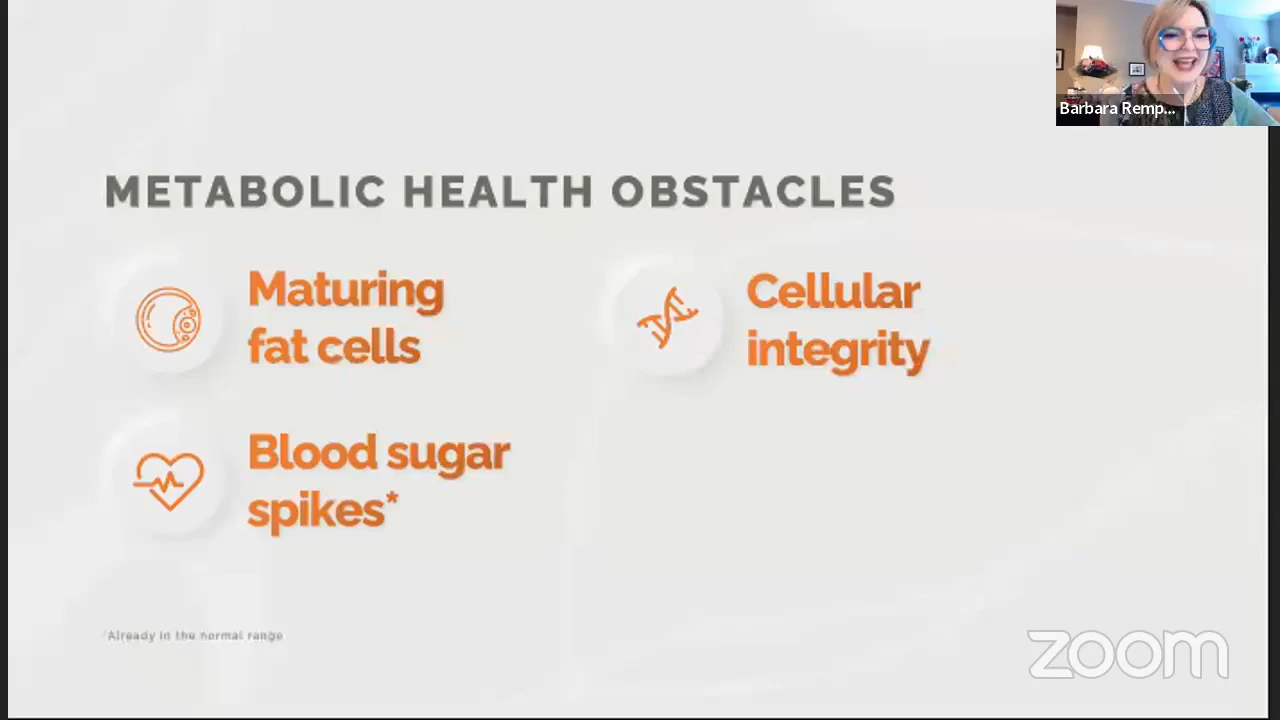 Barbara Remp...
METABOLIC HEALTH OBSTACLES
Maturing
fat cells
Cellular
integrity
Blood sugar
spikes*
*Already in the normal range
zoom